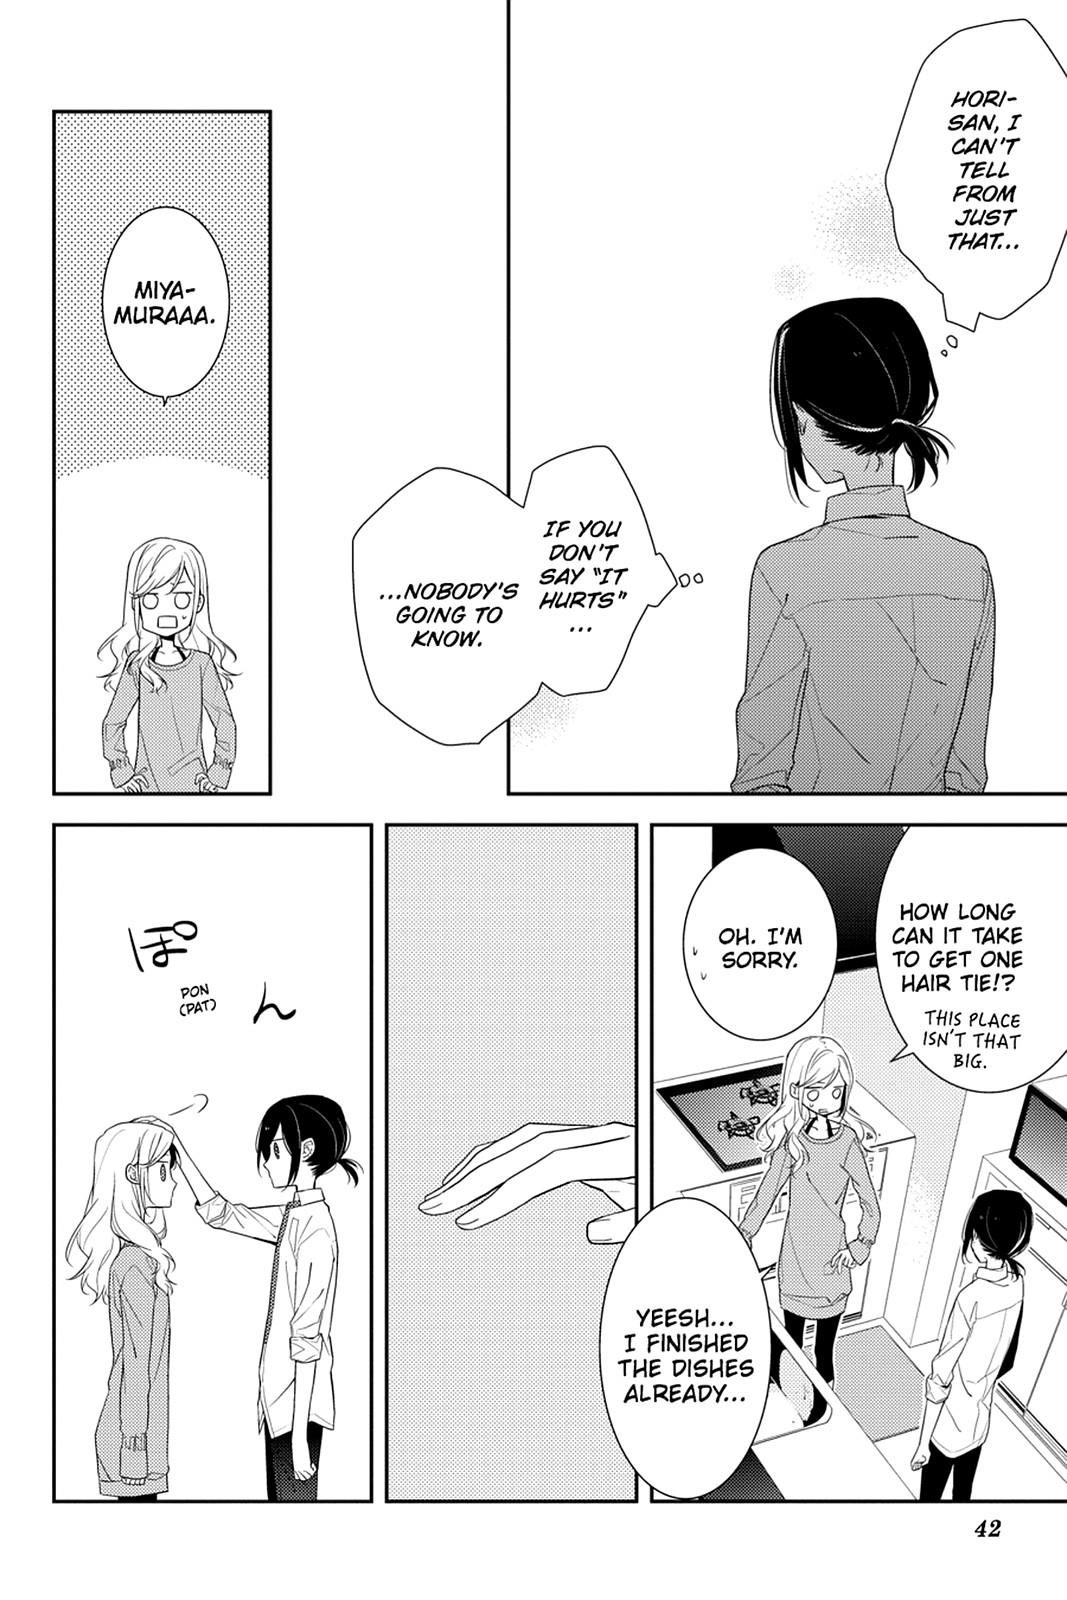 HORI-
SAN, I
CAN'T
TELL
FROM
JUST
THAT...
IF YOU
DON'T
SAY "IT
HURTS"
...
...NOBODY'S
GOING TO
KNOW.
MIYA-
MURAAA.
HOW LONG
CAN IT TAKE
TO GET ONE
HAIR TIE!?
THIS PLACE
ISN'T THAT
BIG.
OH. I'M
SORRY.
YEESH...
I FINISHED
THE DISHES
ALREADY...
ぽ
ん
PON
(PAT)
42